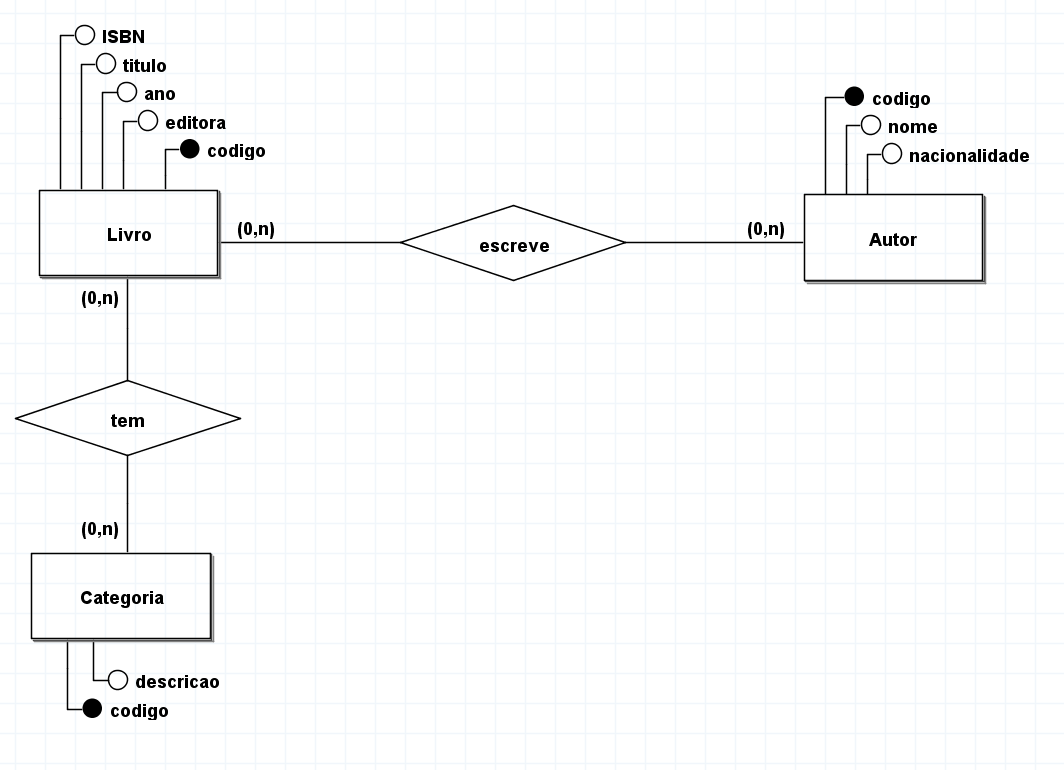 ISBN
titulo
ano
editora
codigo
codigo
nome
nacionalidade
Livro
(0,n)
escreve
(0,n)
Autor
(0,n)
tem
(0,n)
Categoria
descricao
codigo